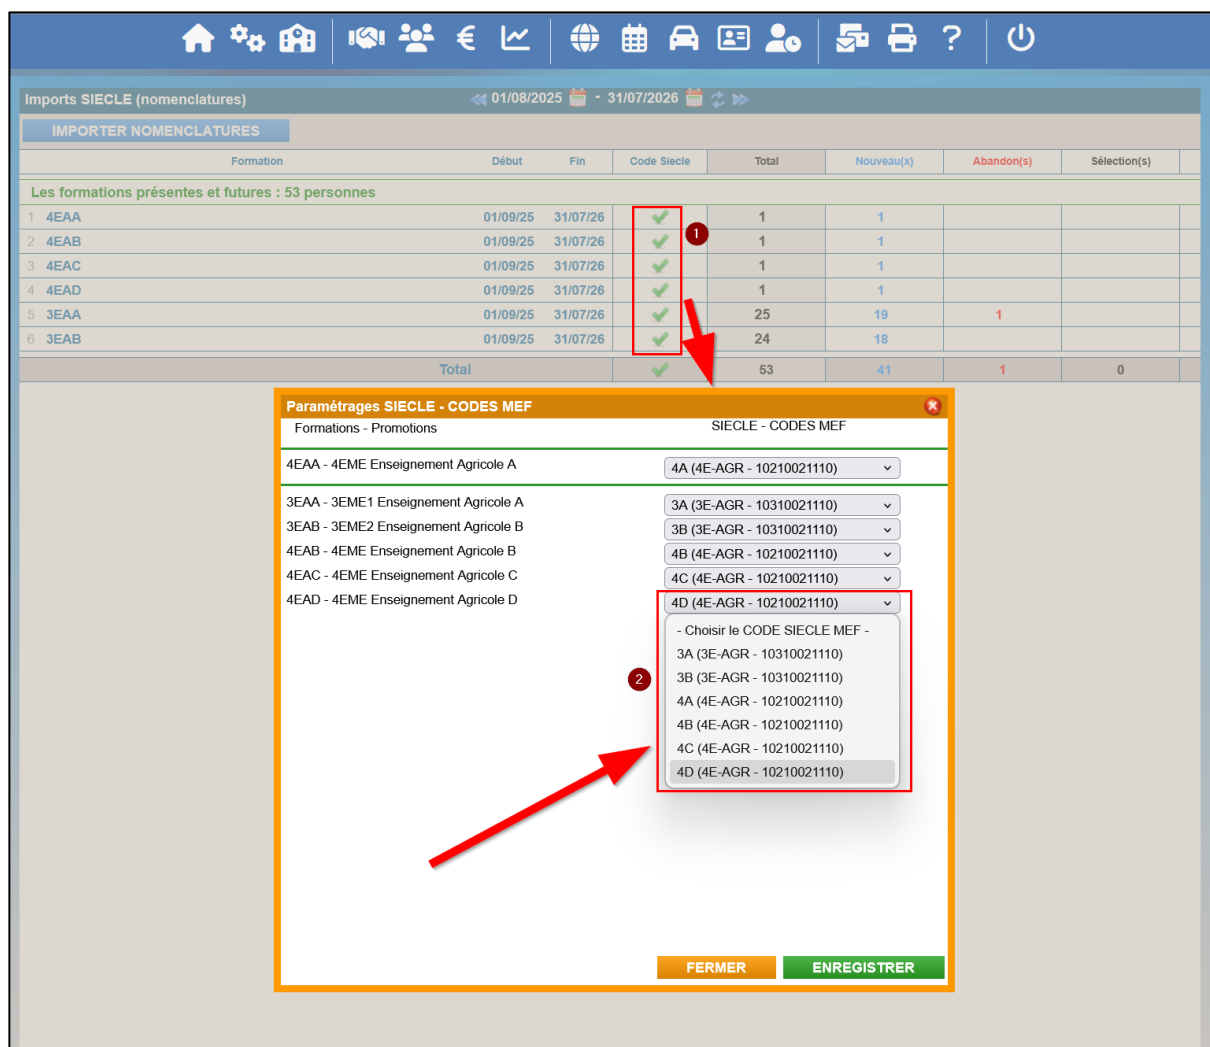 Imports SIECLE (nomenclatures) 01/08/2025 - 31/07/2026
IMPORTER NOMENCLATURES
Formation Début Fin Code Siecle Total Nouveau(x) Abandon(s) Sélection(s)
Les formations présentes et futures : 53 personnes
1 4EAA 01/09/25 31/07/26 1 1
1
2 4EAB 01/09/25 31/07/26 1 1
3 4EAC 01/09/25 31/07/26 1 1
4 4EAD 01/09/25 31/07/26 1 1
5 3EAA 01/09/25 31/07/26 25 19 1
6 3EAB 01/09/25 31/07/26 24 18
Total 53 41 1 0
Paramétrages SIECLE - CODES MEF
Formations - Promotions SIECLE - CODES MEF
4EAA - 4EME Enseignement Agricole A 4A (4E-AGR - 10210021110)
3EAA - 3EME1 Enseignement Agricole A 3A (3E-AGR - 10310021110)
3EAB - 3EME2 Enseignement Agricole B 3B (3E-AGR - 10310021110)
4EAB - 4EME Enseignement Agricole B 4B (4E-AGR - 10210021110)
4EAC - 4EME Enseignement Agricole C 4C (4E-AGR - 10210021110)
4EAD - 4EME Enseignement Agricole D 4D (4E-AGR - 10210021110)
- Choisir le CODE SIECLE MEF -
3A (3E-AGR - 10310021110)
3B (3E-AGR - 10310021110)
2
4A (4E-AGR - 10210021110)
4B (4E-AGR - 10210021110)
4C (4E-AGR - 10210021110)
4D (4E-AGR - 10210021110)
FERMER ENREGISTRER